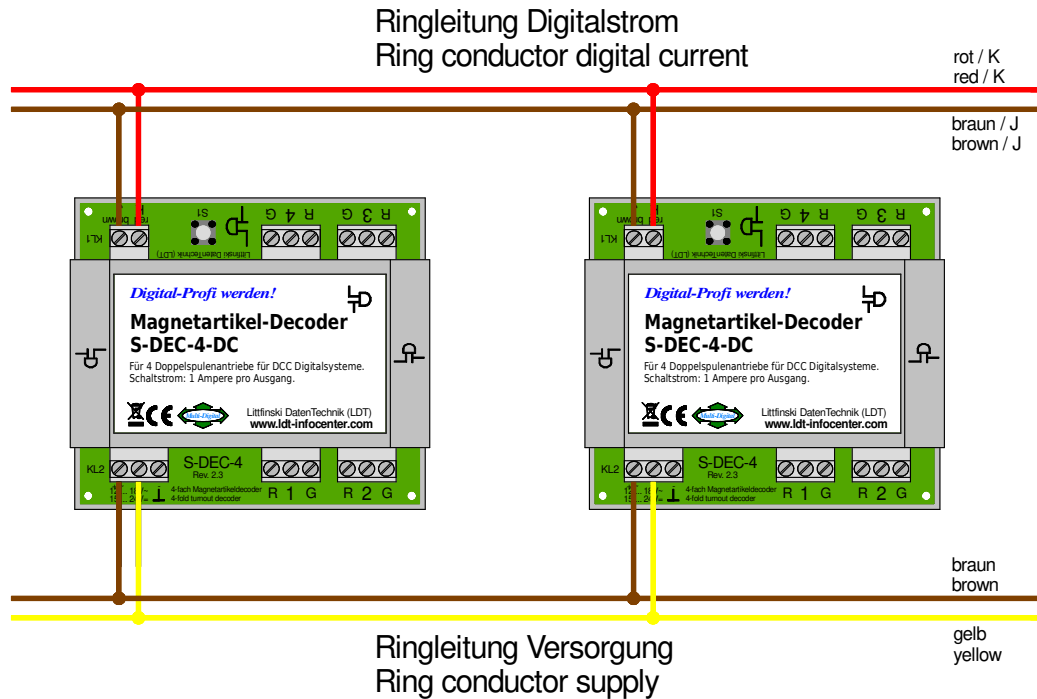 Ringleitung Digitalstrom
Ring conductor digital current
rot / K
red / K
braun / J
brown / J
KL1
S1
G 4 R
G 3 R
Littfinski DatenTechnik (LDT)
Digital-Profi werden!
Magnetartikel-Decoder
S-DEC-4-DC
Für 4 Doppelspulenantriebe für DCC Digitalsysteme.
Schaltstrom: 1 Ampere pro Ausgang.
Multi-Digital
Littfinski DatenTechnik (LDT)
www.ldt-infocenter.com
KL2
S-DEC-4
Rev. 2.3
4-fach Magnetartikeldecoder
4-fold turnout decoder
R 1 G
R 2 G
KL1
S1
G 4 R
G 3 R
Littfinski DatenTechnik (LDT)
Digital-Profi werden!
Magnetartikel-Decoder
S-DEC-4-DC
Für 4 Doppelspulenantriebe für DCC Digitalsysteme.
Schaltstrom: 1 Ampere pro Ausgang.
Multi-Digital
Littfinski DatenTechnik (LDT)
www.ldt-infocenter.com
KL2
S-DEC-4
Rev. 2.3
4-fach Magnetartikeldecoder
4-fold turnout decoder
R 1 G
R 2 G
braun
brown
gelb
yellow
Ringleitung Versorgung
Ring conductor supply